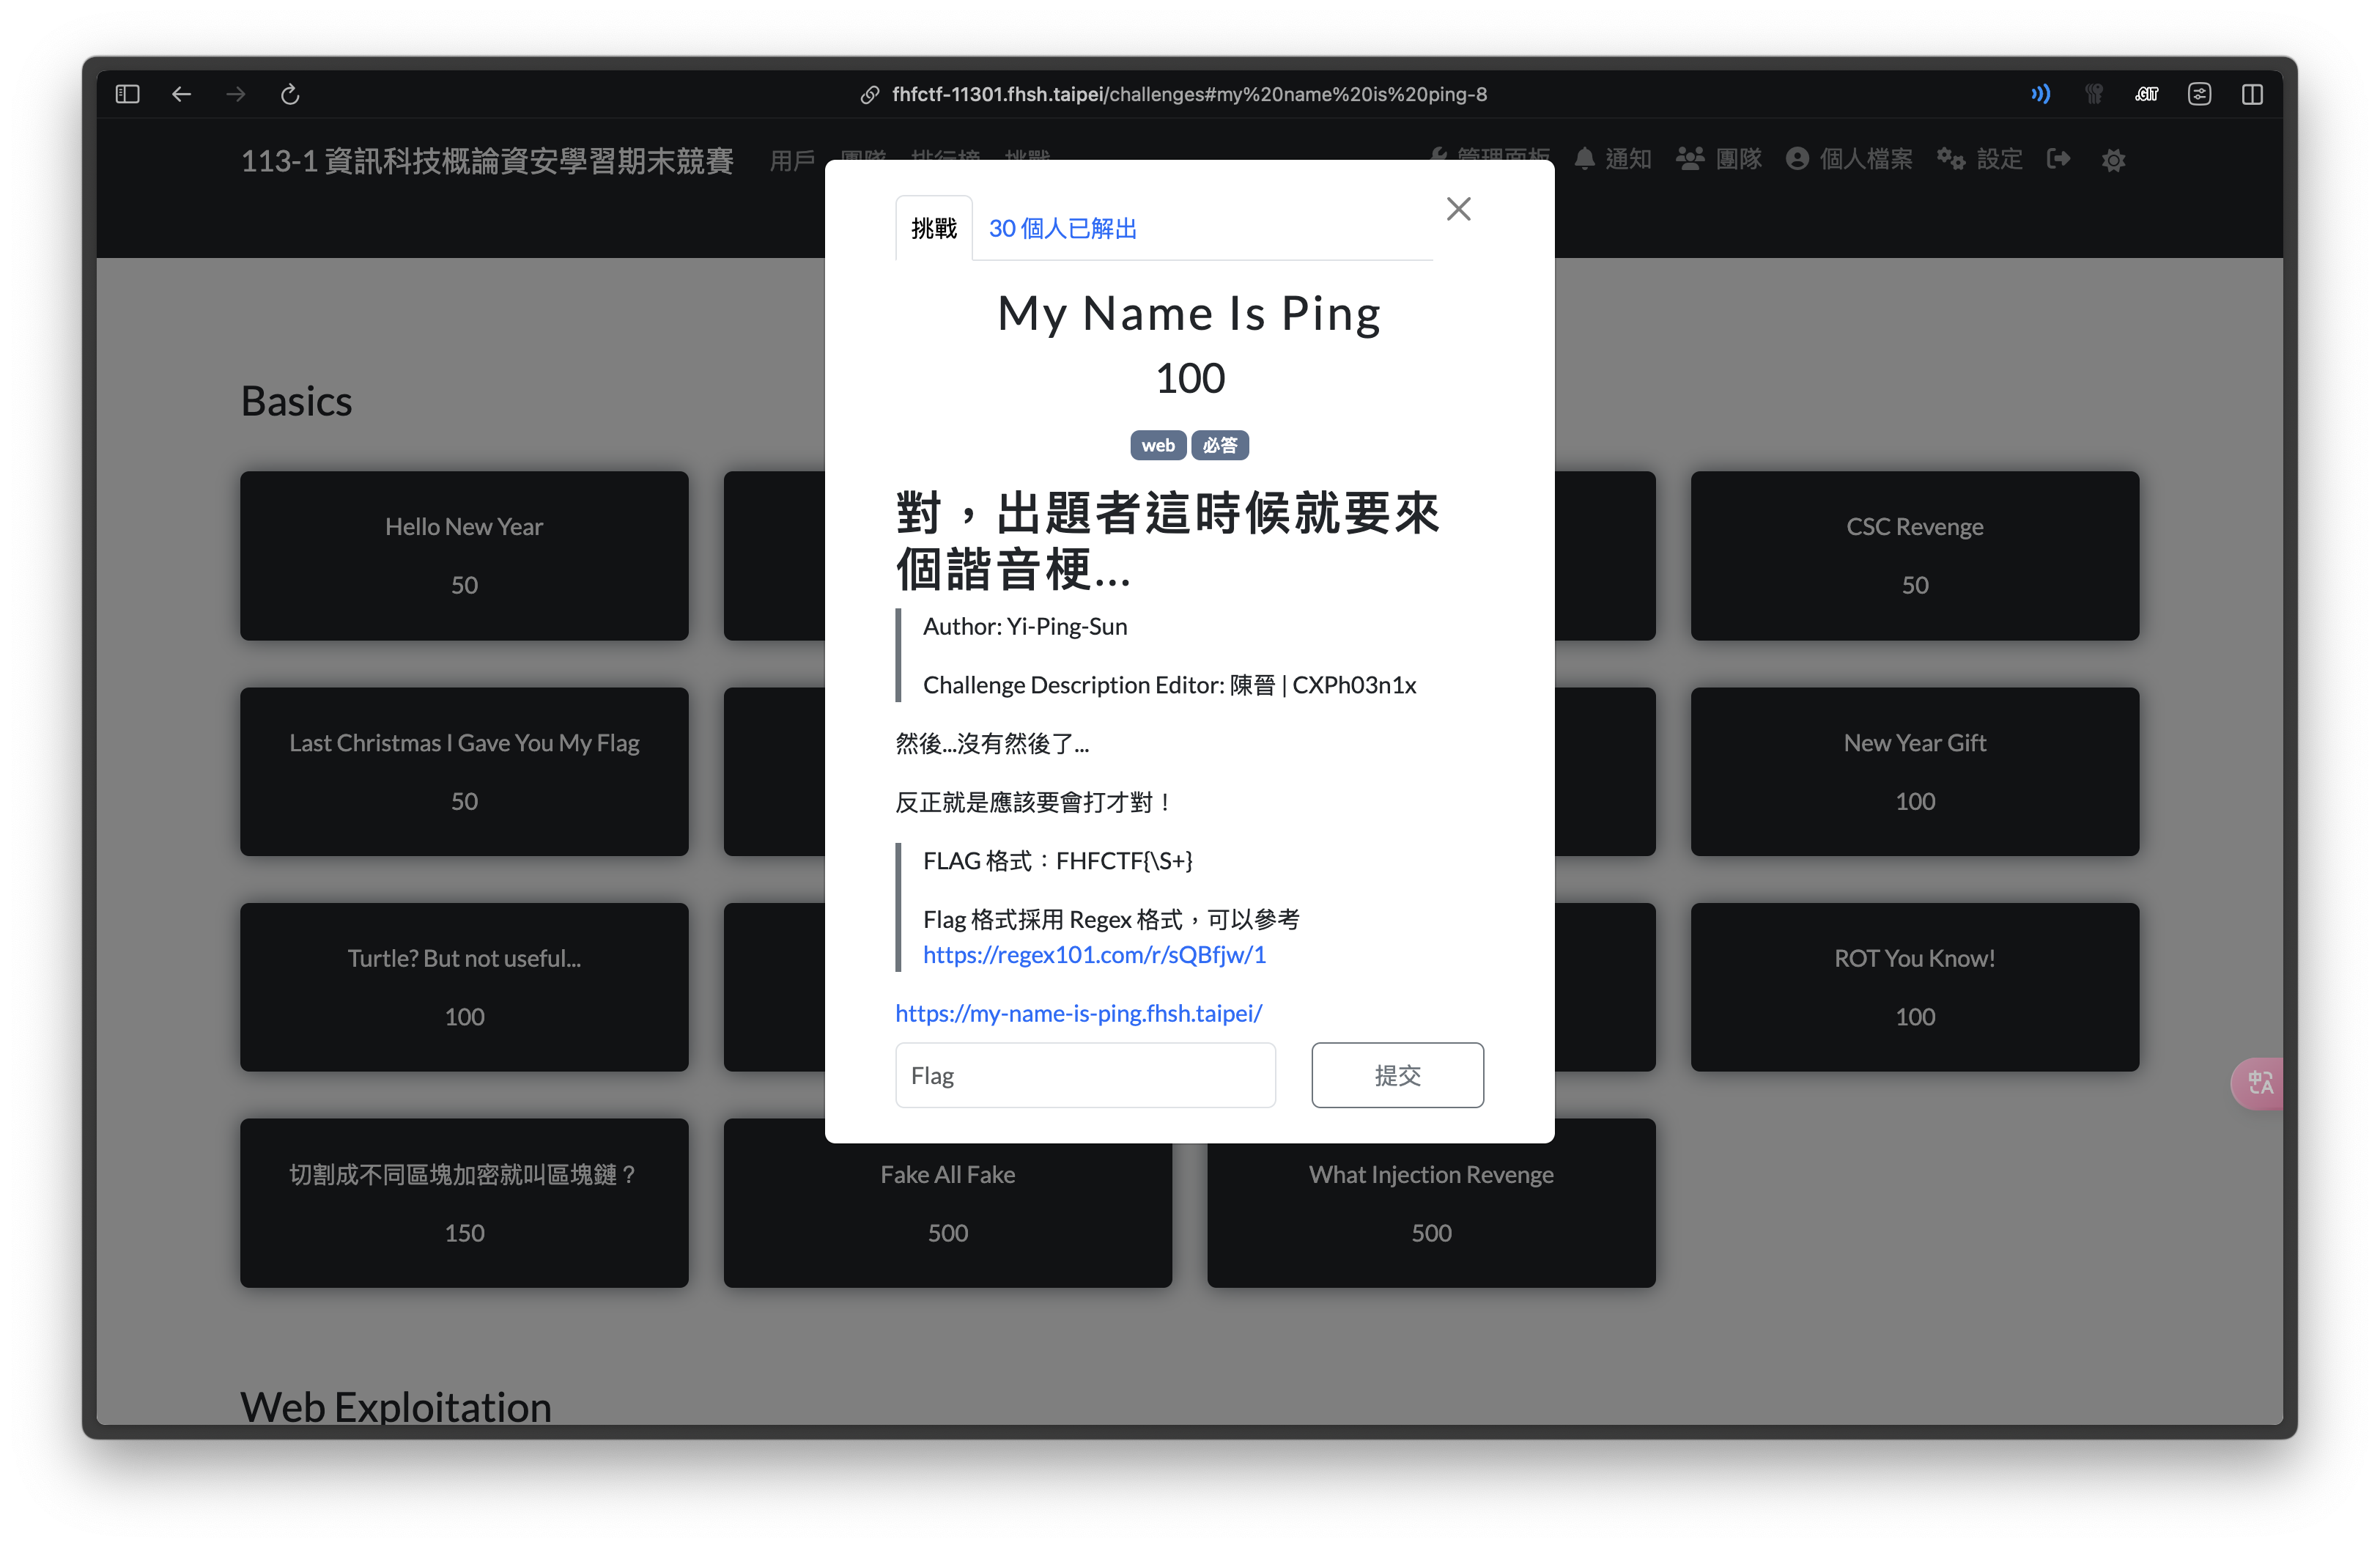 fhfctf-11301.fhsh.taipei/challenges#my%20name%20is%20ping-8
.GIT
113-1 資訊科技概論資安學習期末競賽
用戶 團隊 排行榜 挑戰
管理面板 通知 團隊 個人檔案 設定
挑戰
30 個人已解出
My Name Is Ping
100
web 必答
對，出題者這時候就要來
個諧音梗...
Author: Yi-Ping-Sun
Challenge Description Editor: 陳晉 | CXPh03n1x
然後...沒有然後了...
反正就是應該要會打才對！
FLAG 格式：FHFCTF{\S+}
Flag 格式採用 Regex 格式，可以參考
https://regex101.com/r/sQBfjw/1
https://my-name-is-ping.fhsh.taipei/
Flag
提交
Basics
Hello New Year
50
CSC Revenge
50
Last Christmas I Gave You My Flag
50
New Year Gift
100
Turtle? But not useful...
100
ROT You Know!
100
切割成不同區塊加密就叫區塊鏈？
150
Fake All Fake
500
What Injection Revenge
500
Web Exploitation